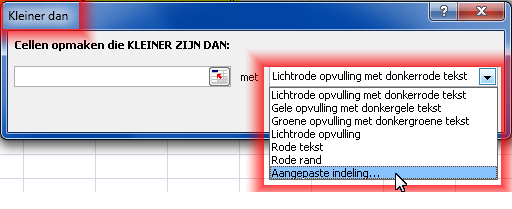 Kleiner dan
Cellen opmaken die KLEINER ZIJN DAN:
met Lichtrode opvulling met donkerrode tekst
Lichtrode opvulling met donkerrode tekst
Gele opvulling met donkergele tekst
Groene opvulling met donkergroene tekst
Lichtrode opvulling
Rode tekst
Rode rand
Aangepaste indeling...